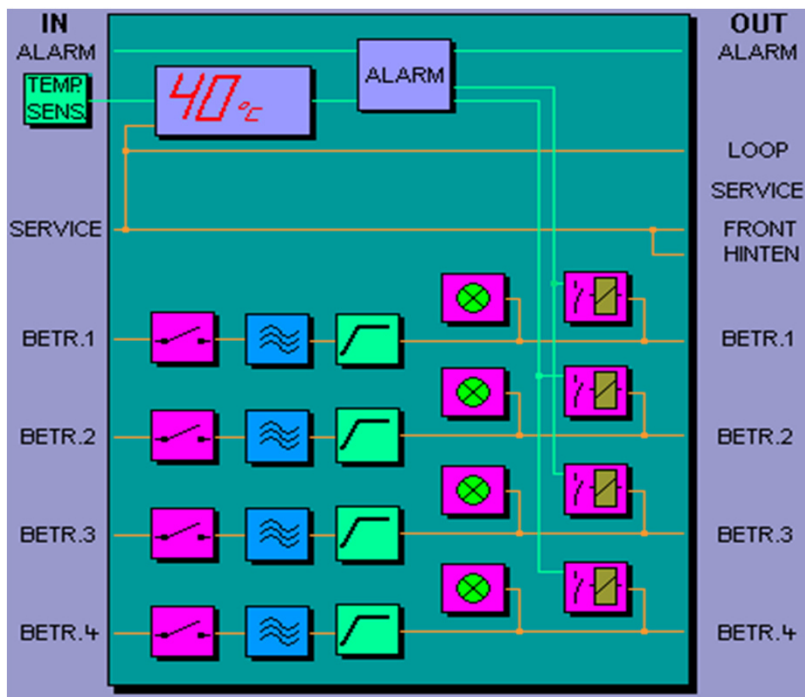 IN
OUT
ALARM
ALARM
TEMP.
SENS.
40°C
ALARM
LOOP
SERVICE
SERVICE
FRONT
HINTEN
BETR.1
BETR.1
BETR.2
BETR.2
BETR.3
BETR.3
BETR.4
BETR.4